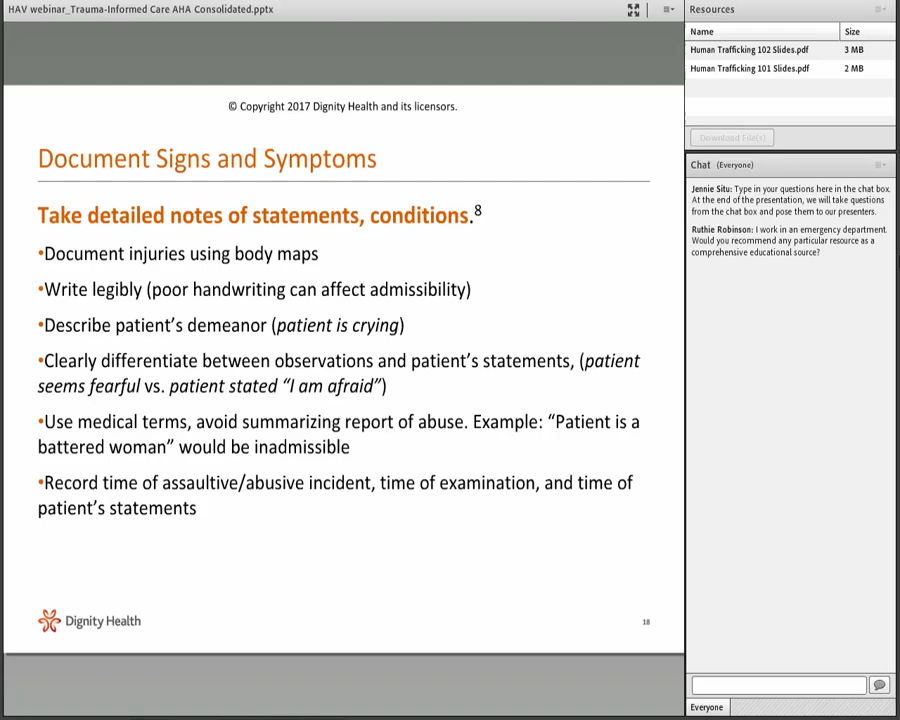 HAV webinar_Trauma-Informed Care AHA Consolidated.pptx
© Copyright 2017 Dignity Health and its licensors.
Document Signs and Symptoms
Take detailed notes of statements, conditions.8
•Document injuries using body maps
•Write legibly (poor handwriting can affect admissibility)
•Describe patient’s demeanor (patient is crying)
•Clearly differentiate between observations and patient’s statements, (patient
seems fearful vs. patient stated “I am afraid”)
•Use medical terms, avoid summarizing report of abuse. Example: “Patient is a
battered woman” would be inadmissible
•Record time of assaultive/abusive incident, time of examination, and time of
patient’s statements
Dignity Health
18
Resources
Name Size
Human Trafficking 102 Slides.pdf 3 MB
Human Trafficking 101 Slides.pdf 2 MB
Download File(s)
Chat (Everyone)
Jennie Situ: Type in your questions here in the chat box.
At the end of the presentation, we will take questions
from the chat box and pose them to our presenters.
Ruthie Robinson: I work in an emergency department.
Would you recommend any particular resource as a
comprehensive educational source?
Everyone